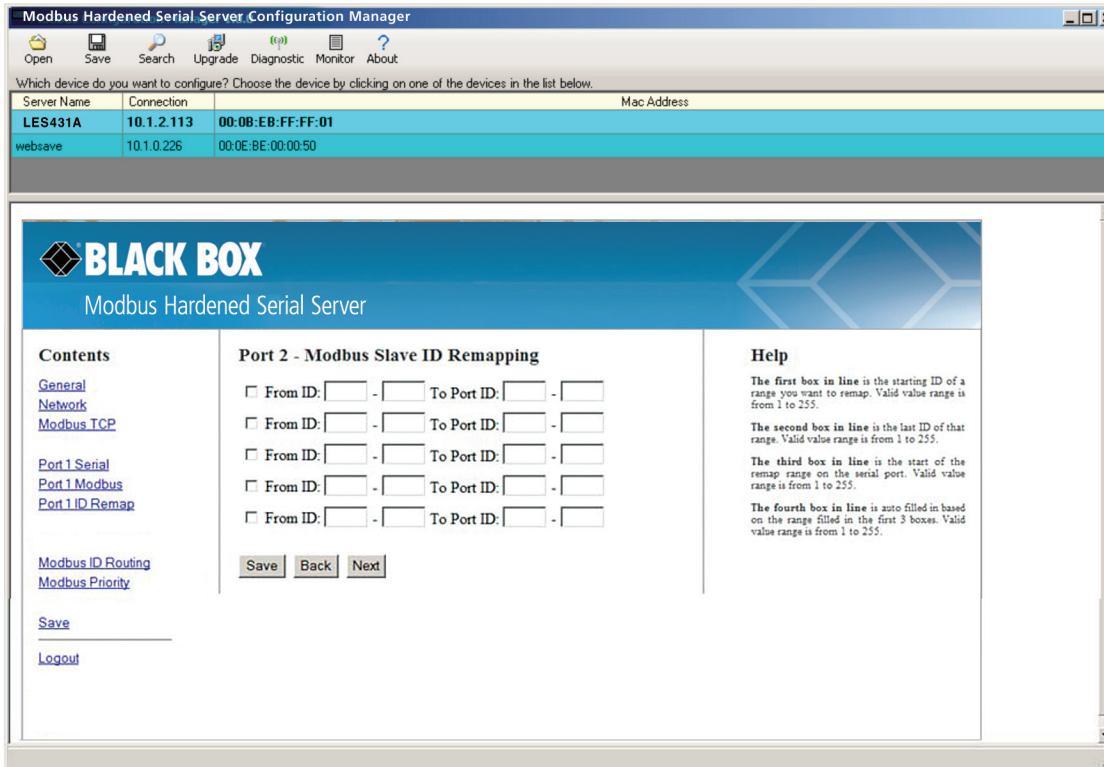 Modbus Hardened Serial Server Configuration Manager
Open Save Search Upgrade Diagnostic Monitor About
Which device do you want to configure? Choose the device by clicking on one of the devices in the list below.
Server Name Connection Mac Address
LES431A 10.1.2.113 00:0B:EB:FF:FF:01
websave 10.1.0.226 00:0E:BE:00:00:50
BLACK BOX
Modbus Hardened Serial Server
Contents
General
Network
Modbus TCP
Port 1 Serial
Port 1 Modbus
Port 1 ID Remap
Modbus ID Routing
Modbus Priority
Save
Logout
Port 2 - Modbus Slave ID Remapping
From ID: - To Port ID: -
From ID: - To Port ID: -
From ID: - To Port ID: -
From ID: - To Port ID: -
From ID: - To Port ID: -
Save Back Next
Help
The first box in line is the starting ID of a
range you want to remap. Valid value range is
from 1 to 255.
The second box in line is the last ID of that
range. Valid value range is from 1 to 255.
The third box in line is the start of the
remap range on the serial port. Valid value
range is from 1 to 255.
The fourth box in line is auto filled in based
on the range filled in the first 3 boxes. Valid
value range is from 1 to 255.